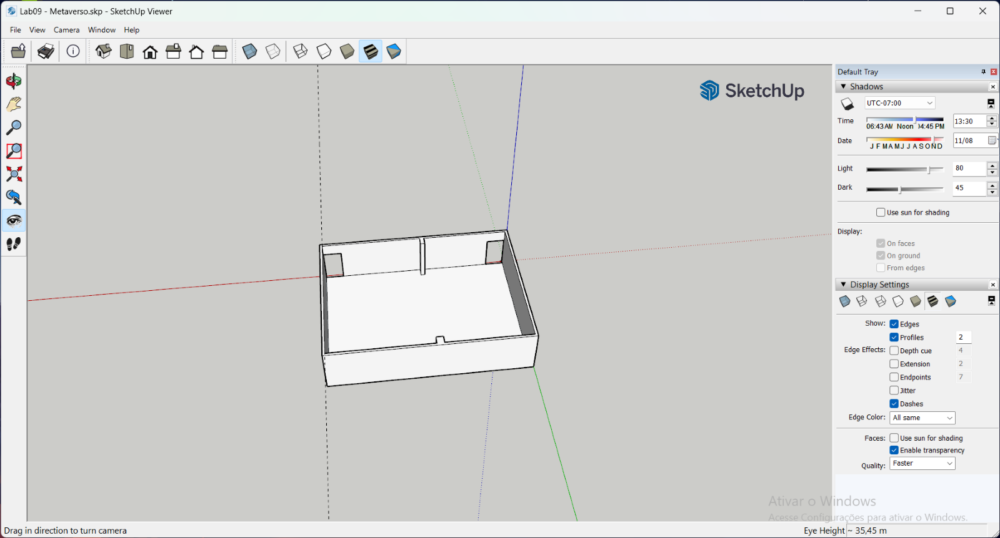 Lab09 - Metaverso.skp - SketchUp Viewer
File View Camera Window Help
SketchUp
Default Tray
Shadows
UTC-07:00
Time 13:30
06:43 AM Noon 04:45 PM
Date 11/08
J F M A M J J A S O N D
Light 80
Dark 45
Use sun for shading
Display:
On faces
On ground
From edges
Display Settings
Show: Edges
Profiles 2
Edge Effects: Depth cue 4
Extension 2
Endpoints 7
Jitter
Dashes
Edge Color: All same
Faces: Use sun for shading
Enable transparency
Quality: Faster
Ativar o Windows
Acesse Configurações para ativar o Windows.
Drag in direction to turn camera
Eye Height ~ 35,45 m